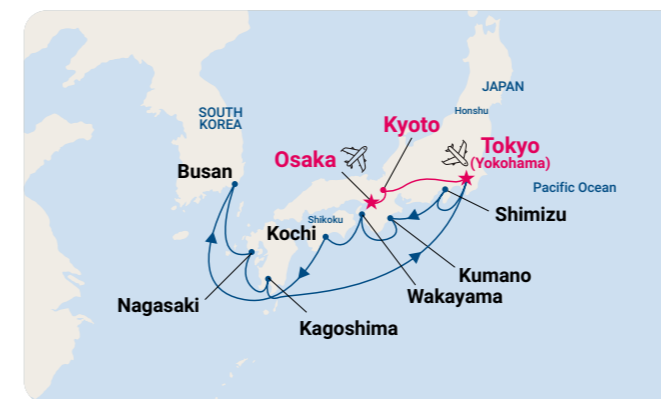 JAPAN
Honshu
SOUTH
KOREA
Kyoto
Tokyo
(Yokohama)
Osaka
Busan
Pacific Ocean
Shimizu
Shikoku
Kochi
Kumano
Wakayama
Nagasaki
Kagoshima